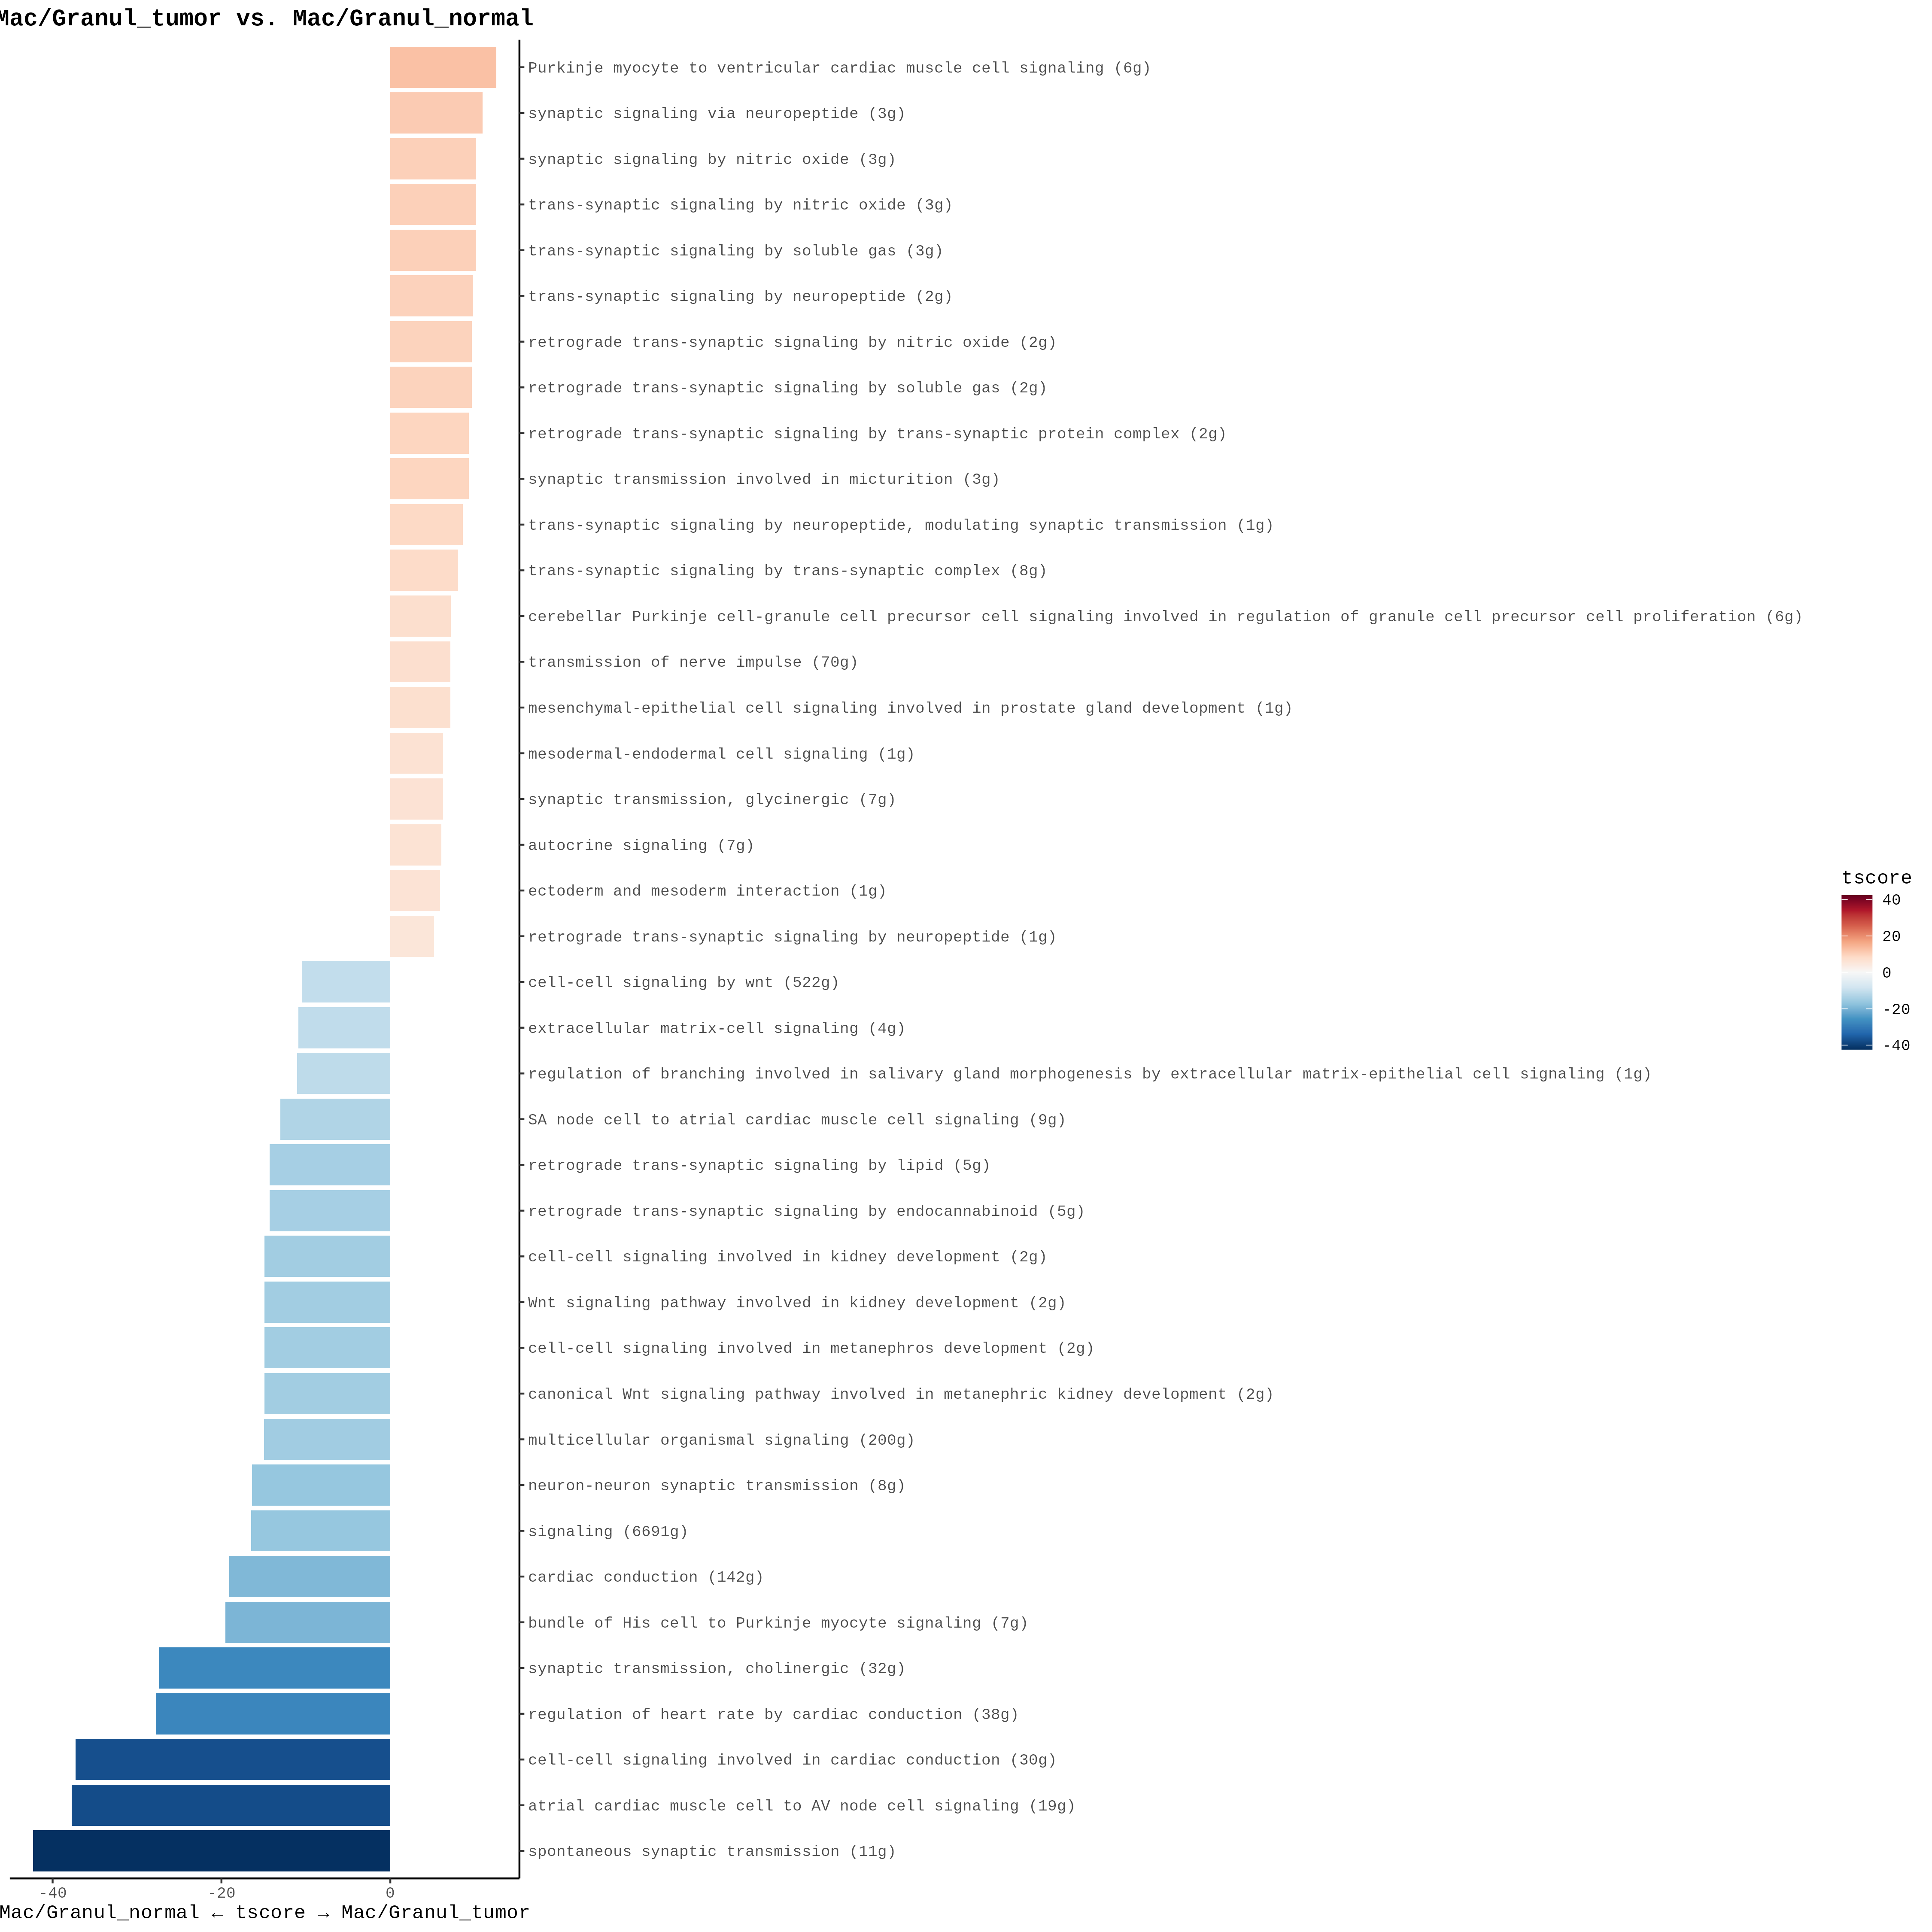 Mac/Granul_tumor vs. Mac/Granul_normal
Purkinje myocyte to ventricular cardiac muscle cell signaling (6g)
synaptic signaling via neuropeptide (3g)
synaptic signaling by nitric oxide (3g)
trans-synaptic signaling by nitric oxide (3g)
trans-synaptic signaling by soluble gas (3g)
trans-synaptic signaling by neuropeptide (2g)
retrograde trans-synaptic signaling by nitric oxide (2g)
retrograde trans-synaptic signaling by soluble gas (2g)
retrograde trans-synaptic signaling by trans-synaptic protein complex (2g)
synaptic transmission involved in micturition (3g)
trans-synaptic signaling by neuropeptide, modulating synaptic transmission (1g)
trans-synaptic signaling by trans-synaptic complex (8g)
cerebellar Purkinje cell-granule cell precursor cell signaling involved in regulation of granule cell precursor cell proliferation (6g)
transmission of nerve impulse (70g)
mesenchymal-epithelial cell signaling involved in prostate gland development (1g)
mesodermal-endodermal cell signaling (1g)
synaptic transmission, glycinergic (7g)
autocrine signaling (7g)
ectoderm and mesoderm interaction (1g)
retrograde trans-synaptic signaling by neuropeptide (1g)
cell-cell signaling by wnt (522g)
extracellular matrix-cell signaling (4g)
regulation of branching involved in salivary gland morphogenesis by extracellular matrix-epithelial cell signaling (1g)
SA node cell to atrial cardiac muscle cell signaling (9g)
retrograde trans-synaptic signaling by lipid (5g)
retrograde trans-synaptic signaling by endocannabinoid (5g)
cell-cell signaling involved in kidney development (2g)
Wnt signaling pathway involved in kidney development (2g)
cell-cell signaling involved in metanephros development (2g)
canonical Wnt signaling pathway involved in metanephric kidney development (2g)
multicellular organismal signaling (200g)
neuron-neuron synaptic transmission (8g)
signaling (6691g)
cardiac conduction (142g)
bundle of His cell to Purkinje myocyte signaling (7g)
synaptic transmission, cholinergic (32g)
regulation of heart rate by cardiac conduction (38g)
cell-cell signaling involved in cardiac conduction (30g)
atrial cardiac muscle cell to AV node cell signaling (19g)
spontaneous synaptic transmission (11g)
-40 -20 0
Mac/Granul_normal ← tscore → Mac/Granul_tumor
tscore
40
20
0
-20
-40